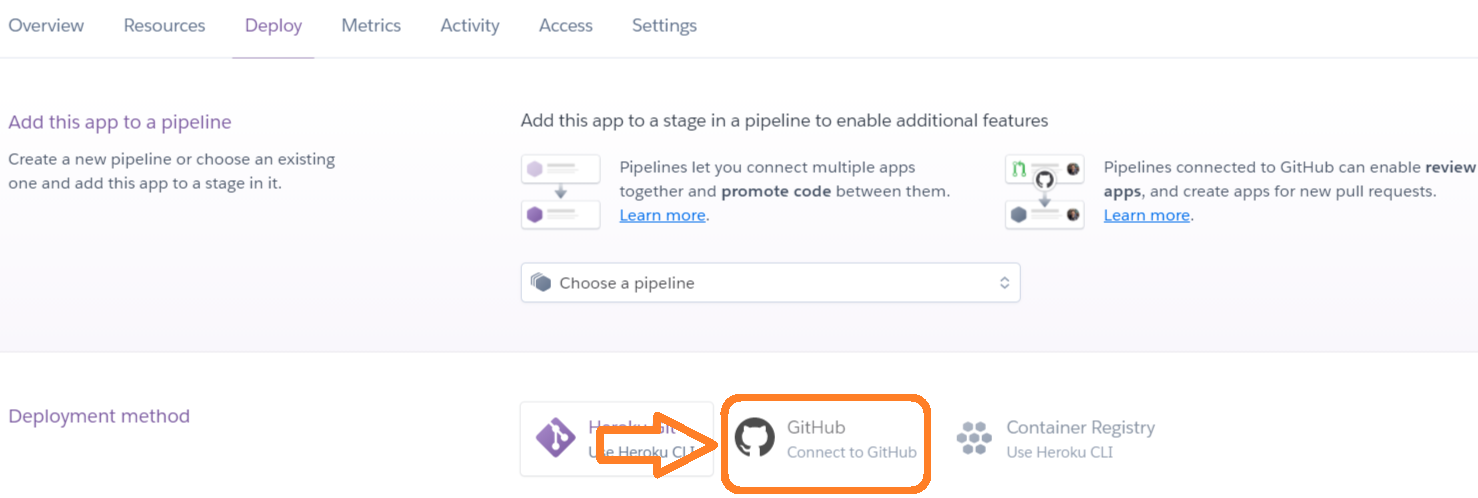 Overview Resources Deploy Metrics Activity Access Settings
Add this app to a pipeline
Create a new pipeline or choose an existing
one and add this app to a stage in it.
Add this app to a stage in a pipeline to enable additional features
Pipelines let you connect multiple apps
together and promote code between them.
Learn more.
Pipelines connected to GitHub can enable review
apps, and create apps for new pull requests.
Learn more.
Choose a pipeline
Deployment method
Heroku Git
Use Heroku CLI
GitHub
Connect to GitHub
Container Registry
Use Heroku CLI